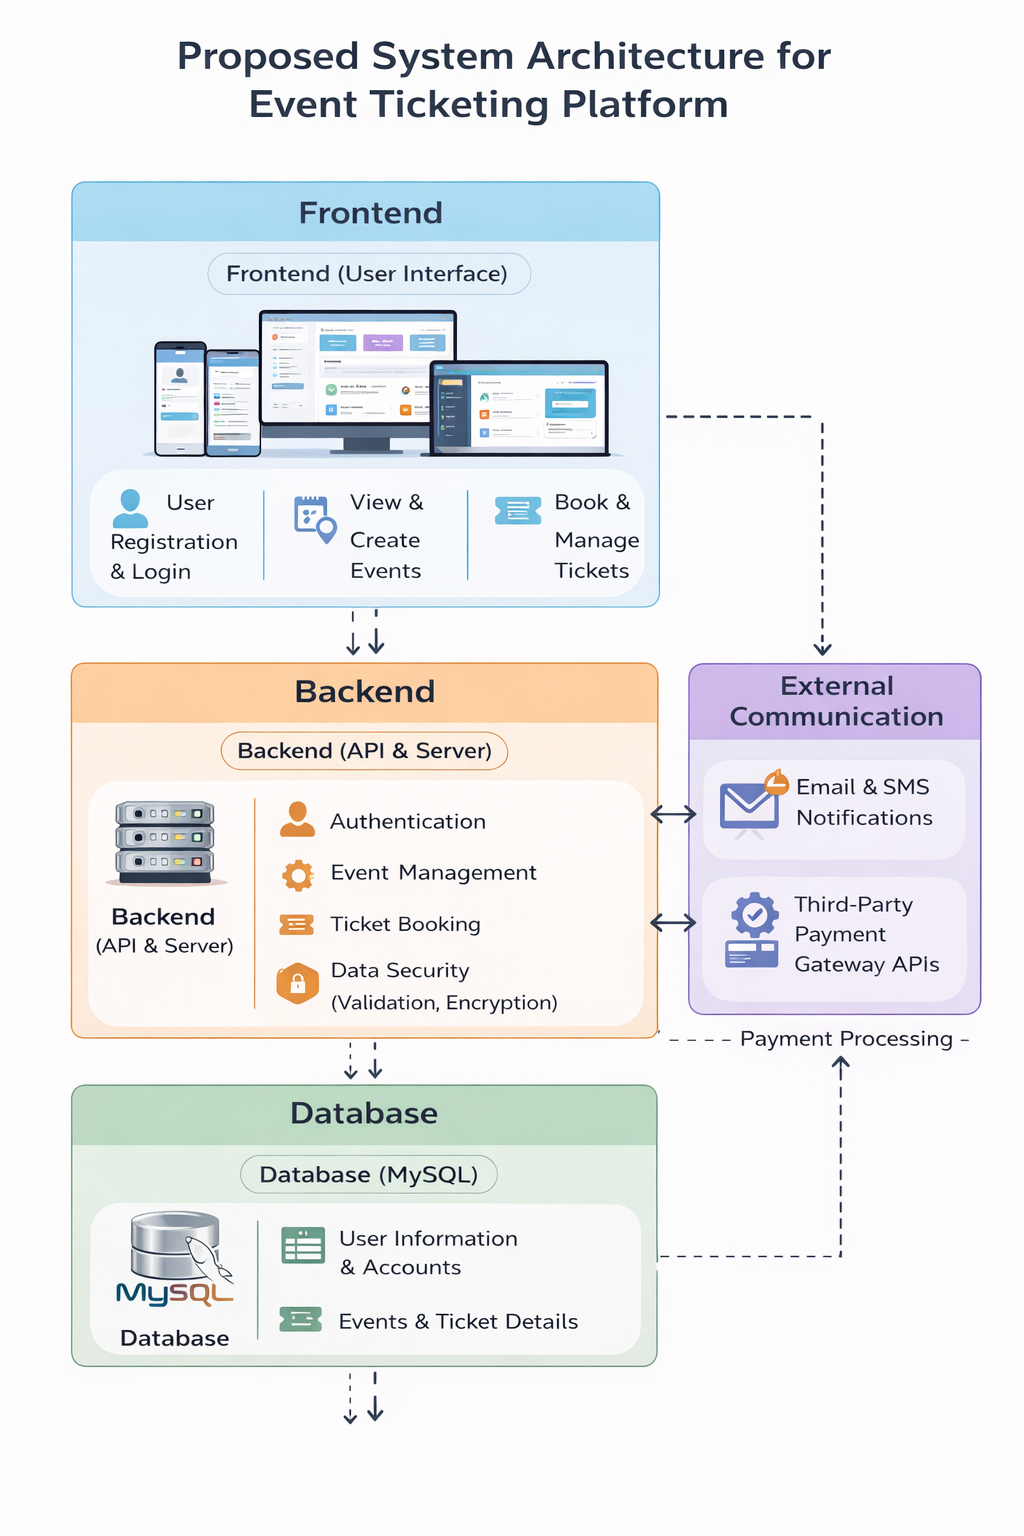 Proposed System Architecture for
Event Ticketing Platform
Frontend
Frontend (User Interface)
User
Registration
& Login
View &
Create
Events
Book &
Manage
Tickets
Backend
Backend (API & Server)
Backend
(API & Server)
Authentication
Event Management
Ticket Booking
Data Security
(Validation, Encryption)
External
Communication
Email & SMS
Notifications
Third-Party
Payment
Gateway APIs
Payment Processing
Database
Database (MySQL)
MySQL
Database
User Information
& Accounts
Events & Ticket Details